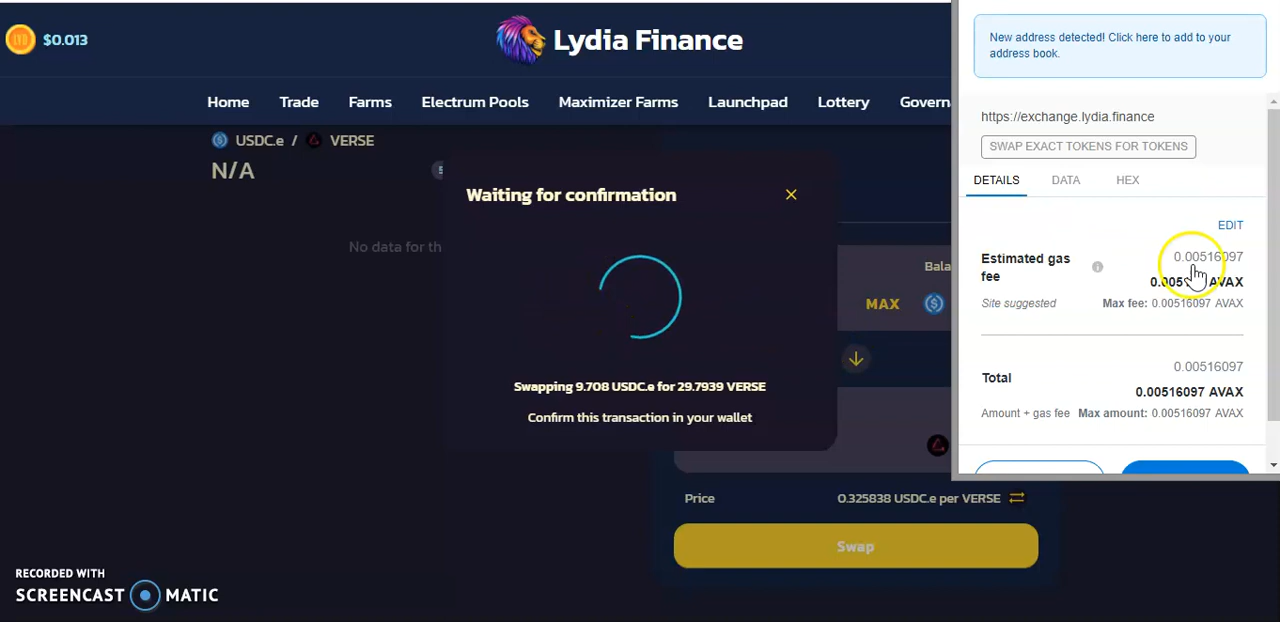 $0.013
Lydia Finance
Home Trade Farms Electrum Pools Maximizer Farms Launchpad Lottery
USDC.e / VERSE
N/A
No data for th
Waiting for confirmation
Swapping 9.708 USDC.e for 29.7939 VERSE
Confirm this transaction in your wallet
Bala
MAX
Price 0.325838 USDC.e per VERSE
Swap
New address detected! Click here to add to your
address book.
https://exchange.lydia.finance
SWAP EXACT TOKENS FOR TOKENS
DETAILS DATA HEX
EDIT
Estimated gas
fee
0.00516097
AVAX
Site suggested Max fee: 0.00516097 AVAX
Total
0.00516097
0.00516097 AVAX
Amount + gas fee Max amount: 0.00516097 AVAX
RECORDED WITH
SCREENCAST MATIC